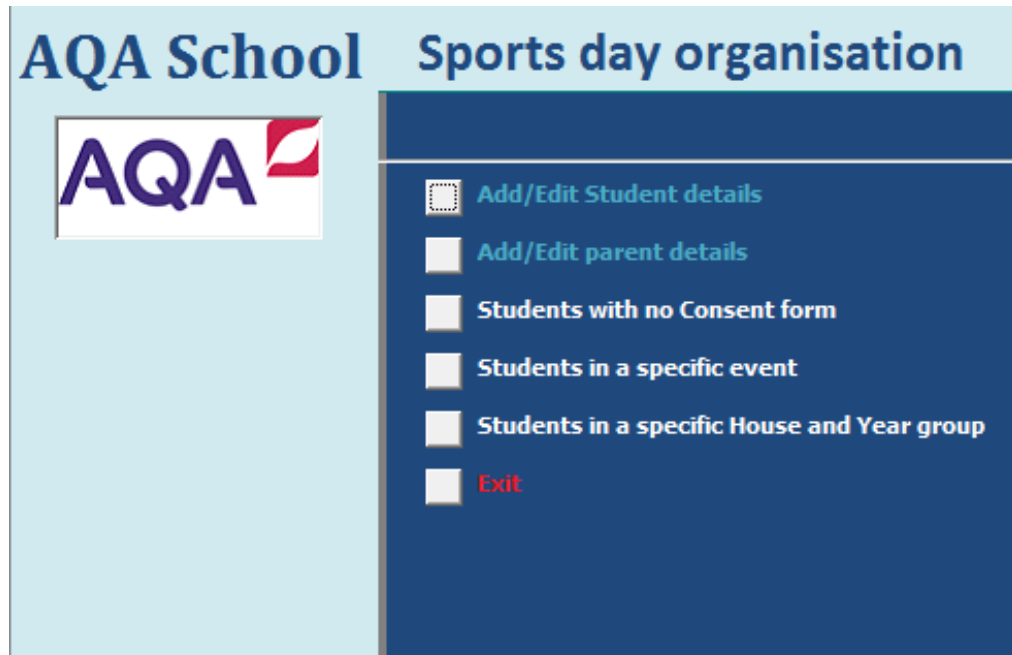 AQA School
Sports day organisation
AQA
Add/Edit Student details
Add/Edit parent details
Students with no Consent form
Students in a specific event
Students in a specific House and Year group
Exit